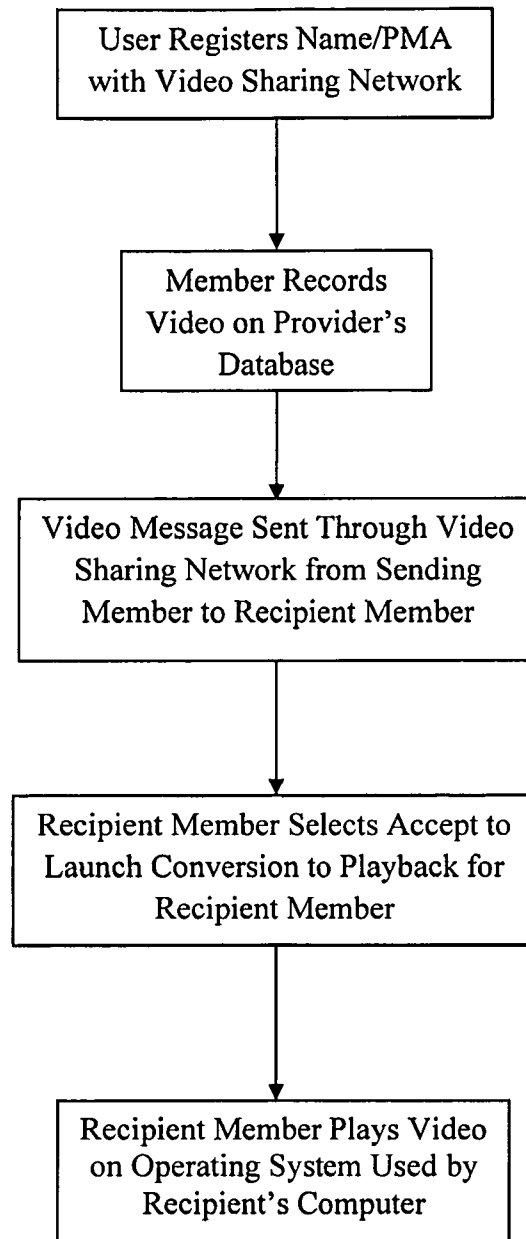 User Registers Name/PMA
with Video Sharing Network
Member Records
Video on Provider's
Database
Video Message Sent Through Video
Sharing Network from Sending
Member to Recipient Member
Recipient Member Selects Accept to
Launch Conversion to Playback for
Recipient Member
Recipient Member Plays Video
on Operating System Used by
Recipient's Computer